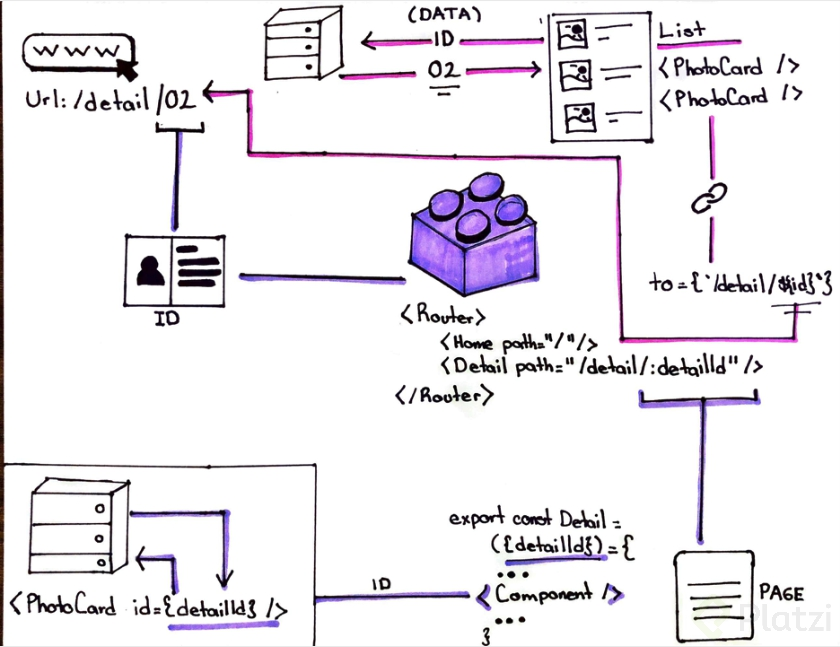 WWW
Url:/detail/02
(DATA)
ID
02
List
<PhotoCard />
<PhotoCard />
to={`/detail/${id}`}
ID
<Router>
<Home path="/"/>
<Detail path="/detail/:detailId"/>
</Router>
<PhotoCard id={detailId} />
ID
export const Detail =
({detailId})={
...
<Component />
...
}
PAGE
Platzi